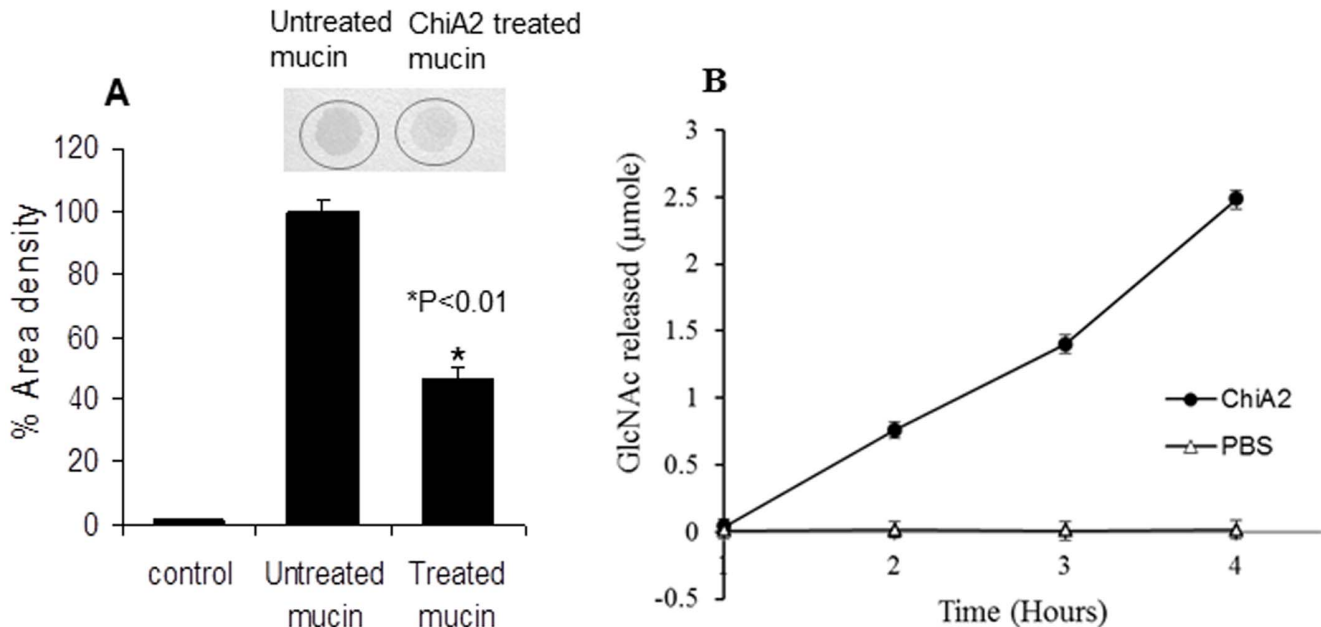 Untreated mucin
ChiA2 treated mucin
A
120
100
80
60
40
20
0
% Area density
*P<0.01
*
control
Untreated mucin
Treated mucin
B
3
2.5
2
1.5
1
0.5
0
-0.5
GlcNAc released (µmole)
1
2
3
4
Time (Hours)
ChiA2
PBS